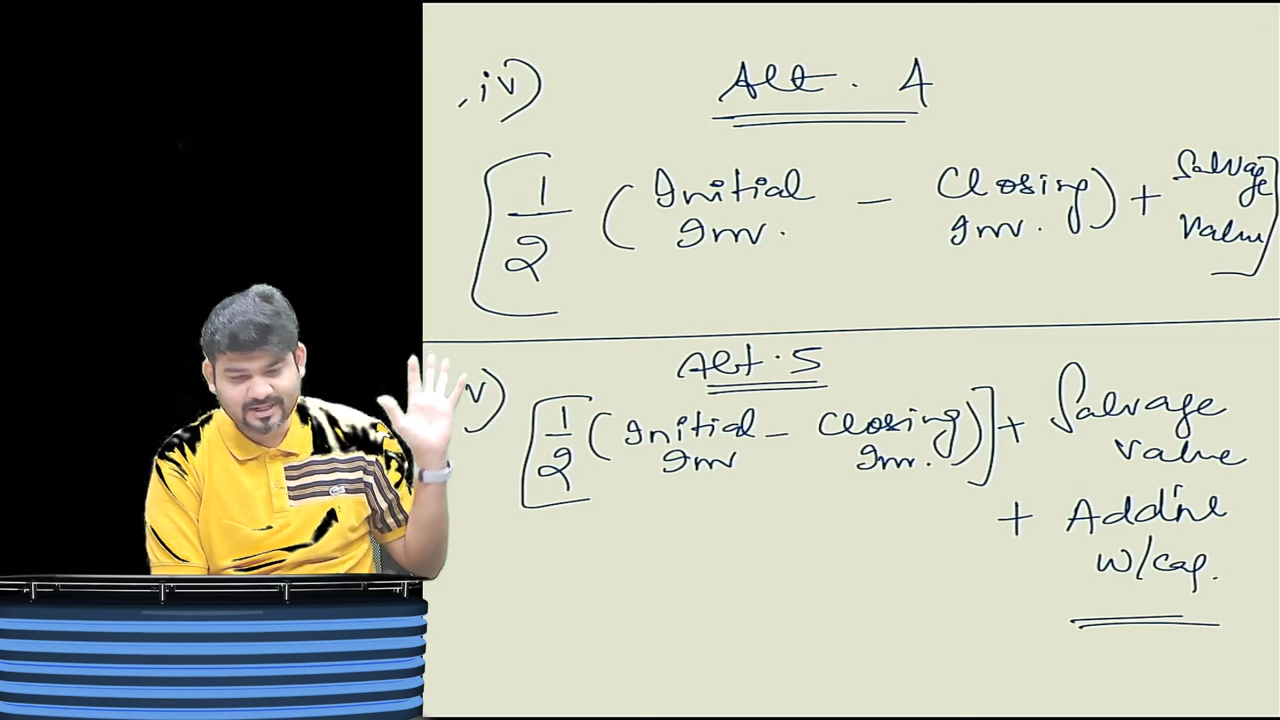 iv) Alt. 4
[1/2 (Initial Inv. - Closing Inv.) + Salvage Value]
v) Alt. 5
[1/2 (Initial Inv - Closing Inv.)] + Salvage Value
+ Addine W/Cap.